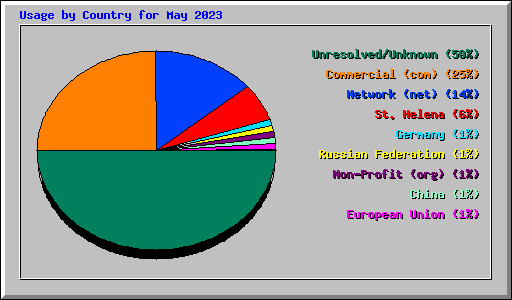 Usage by Country for May 2023
Unresolved/Unknown (50%)
Commercial (com) (25%)
Network (net) (14%)
St. Helena (6%)
Germany (1%)
Russian Federation (1%)
Non-Profit (org) (1%)
China (1%)
European Union (1%)